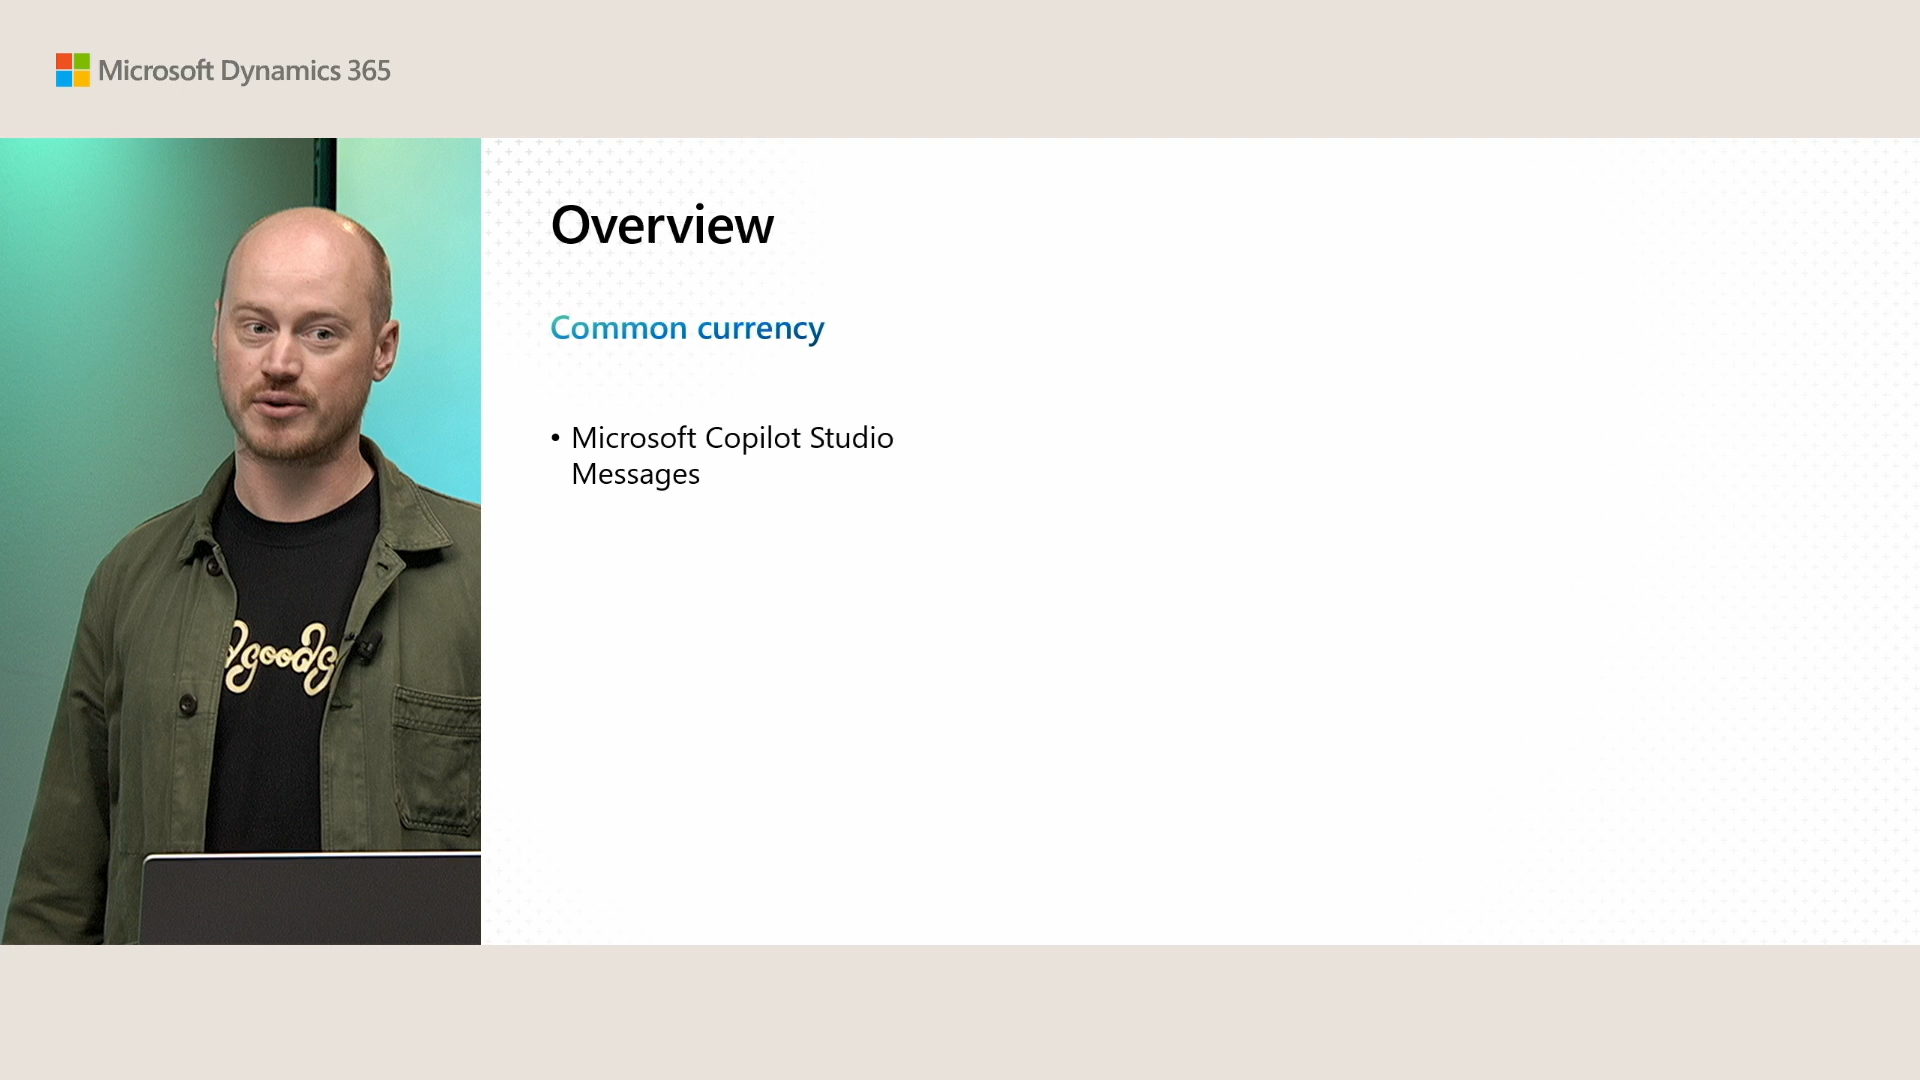 Microsoft Dynamics 365
Overview
Common currency
• Microsoft Copilot Studio
Messages